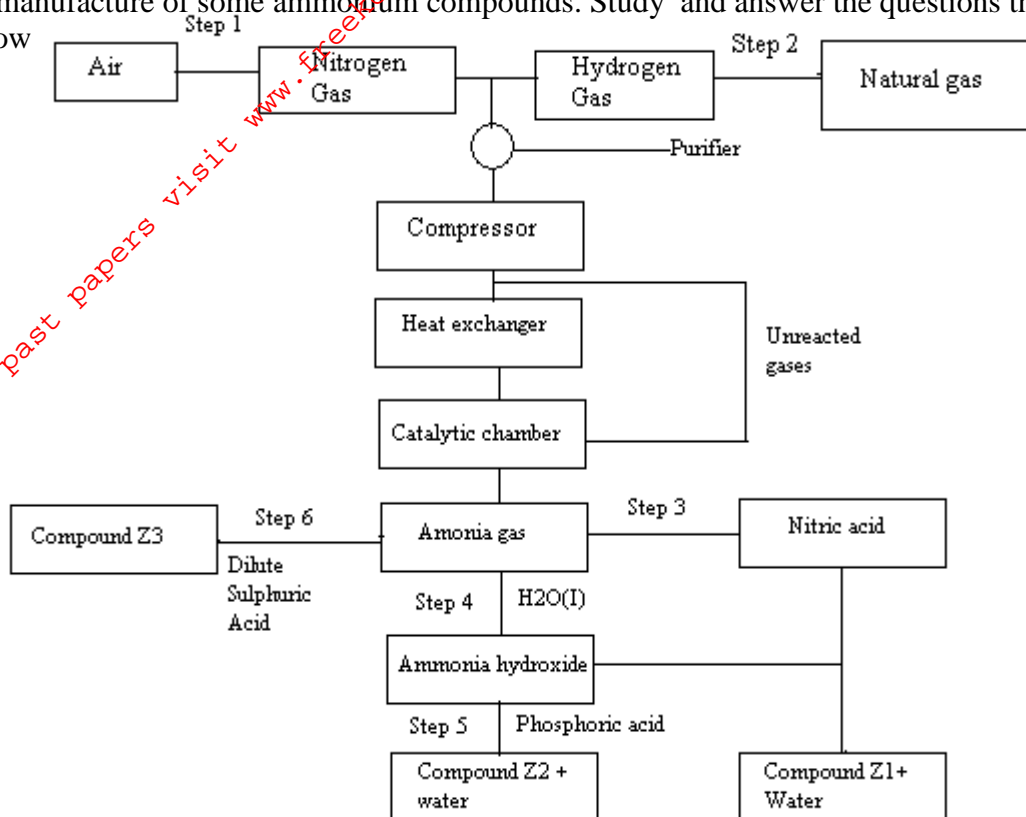 manufacture of some ammonium compounds. Study and answer the questions th
ow
Step 1
Step 2
Air
Nitrogen
Gas
Hydrogen
Gas
Natural gas
Purifier
Compressor
Heat exchanger
Unreacted
gases
Catalytic chamber
Step 6
Step 3
Compound Z3
Amonia gas
Nitric acid
Dilute
Sulphuric
Acid
Step 4
H2O(I)
Ammonia hydroxide
Step 5
Phosphoric acid
Compound Z2 +
water
Compound Z1+
Water
past papers visit www.freek